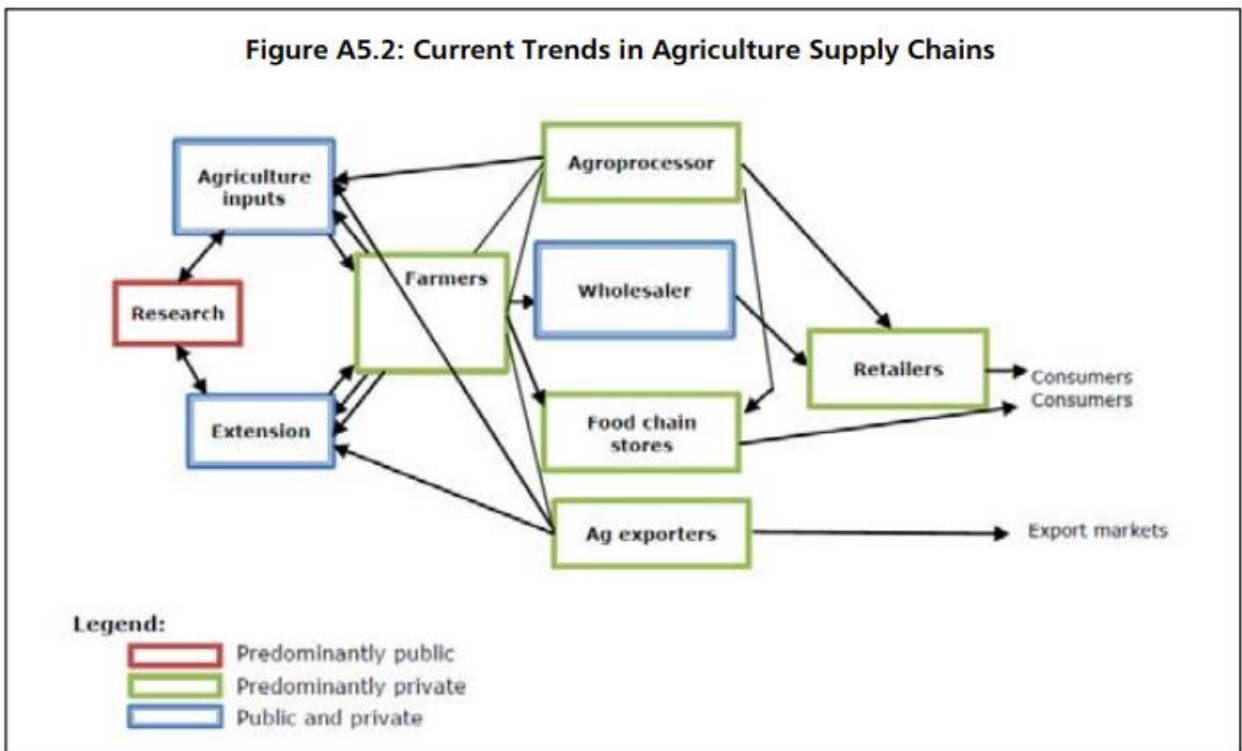 Figure A5.2: Current Trends in Agriculture Supply Chains
Agriculture
inputs
Research
Extension
Farmers
Agroprocessor
Wholesaler
Food chain
stores
Ag exporters
Retailers
Consumers
Consumers
Export markets
Legend:
Predominantly public
Predominantly private
Public and private